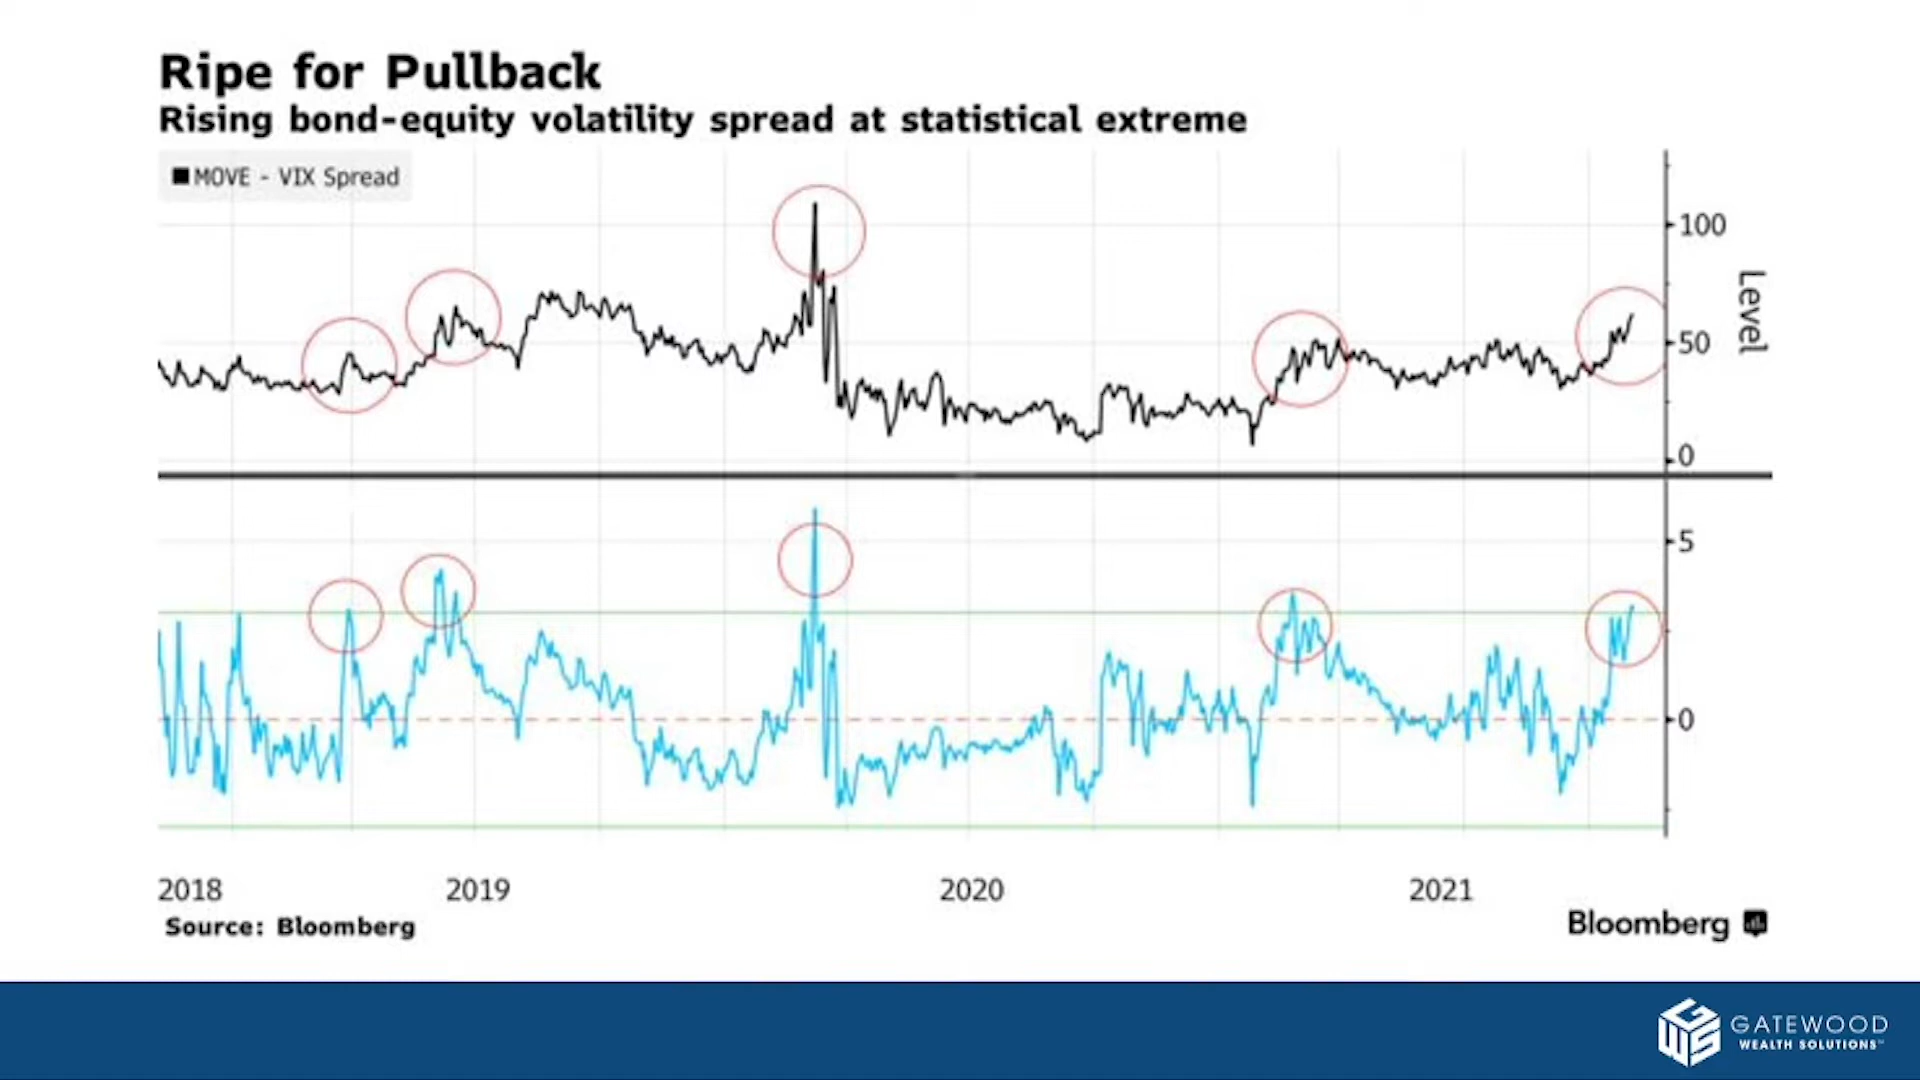 Ripe for Pullback
Rising bond-equity volatility spread at statistical extreme
MOVE - VIX Spread
100
50
0
Level
5
0
2018 2019 2020 2021
Source: Bloomberg
Bloomberg
GWS
GATEWOOD
WEALTH SOLUTIONS